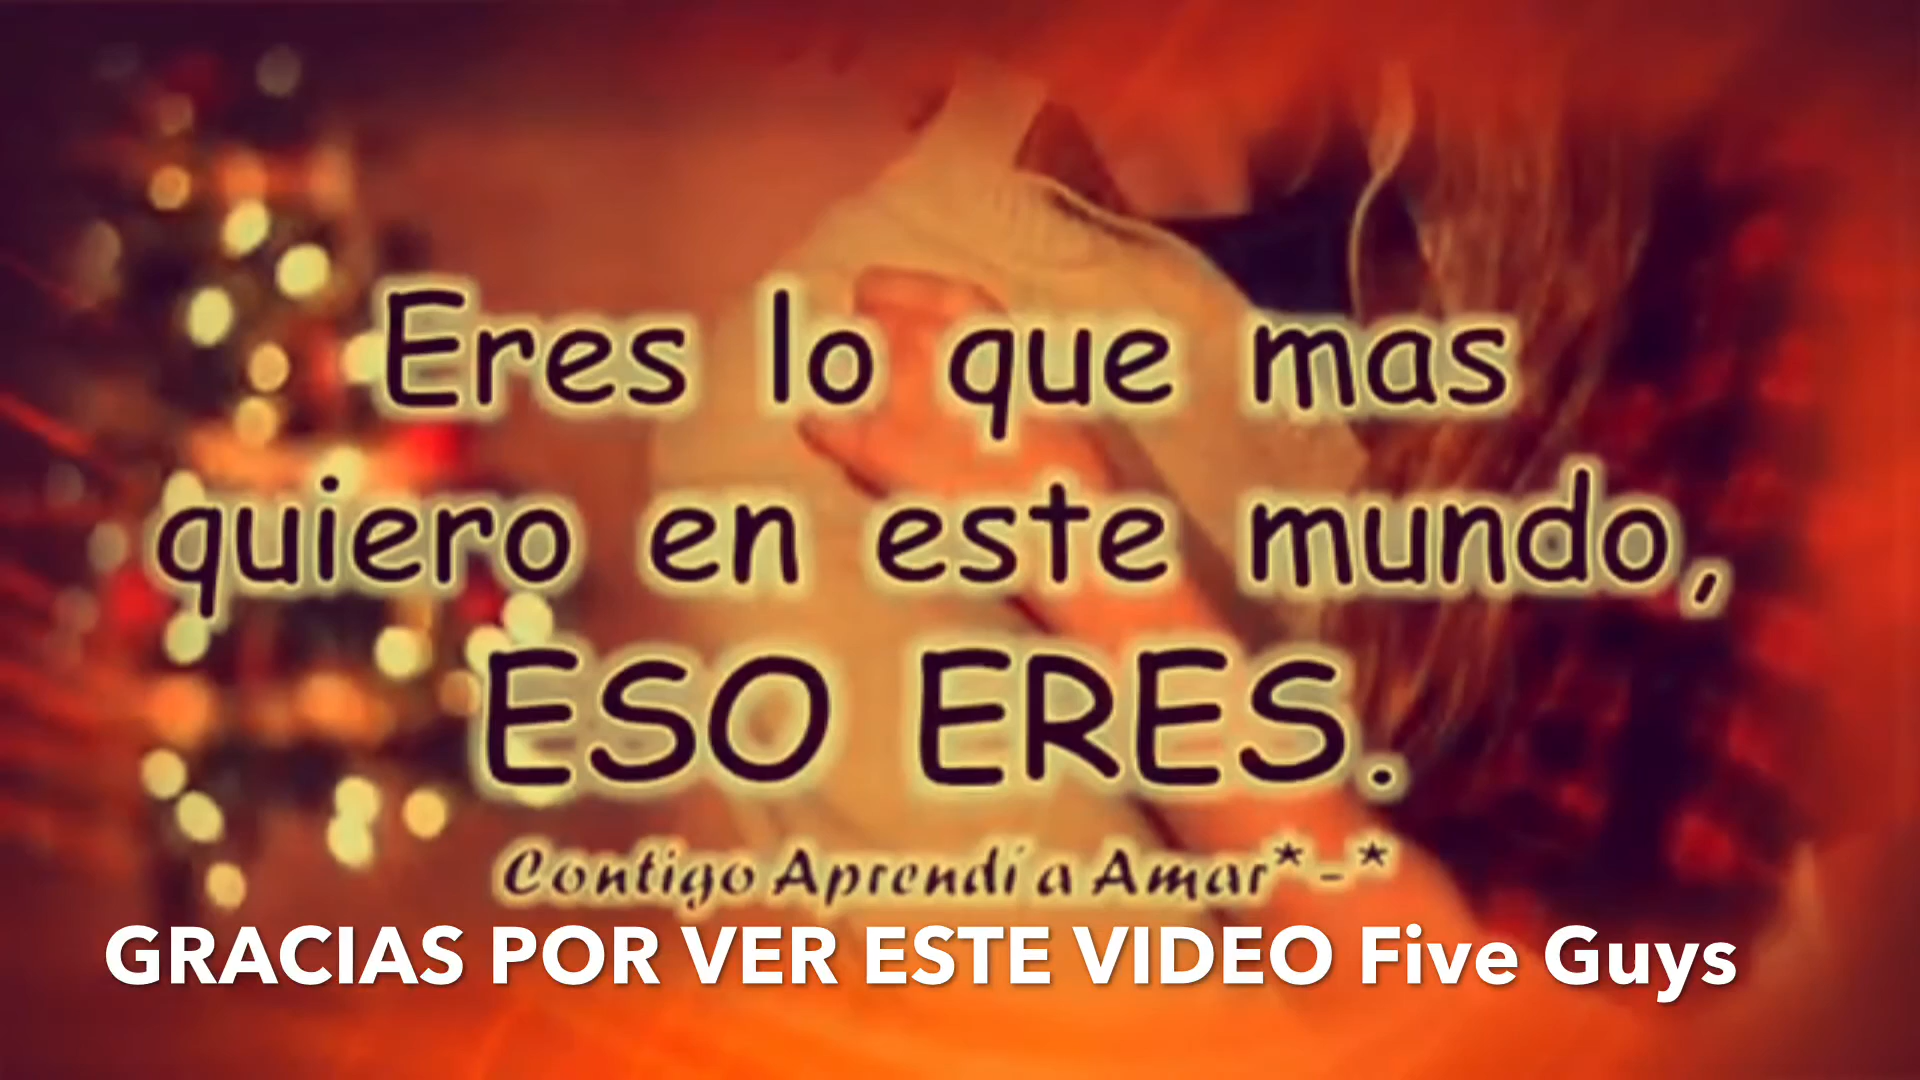 Eres lo que mas
quiero en este mundo,
ESO ERES.
Contigo Aprendí a Amar*-*
GRACIAS POR VER ESTE VIDEO Five Guys